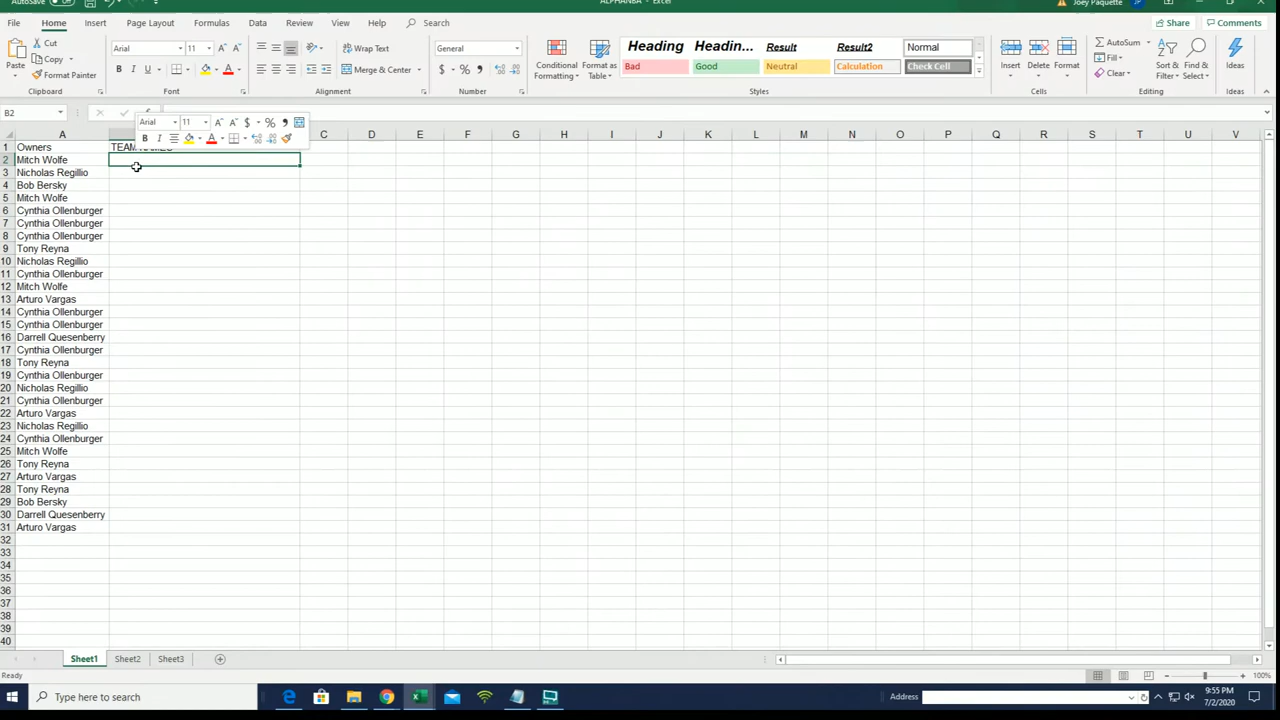 AutoSave
ALPHANBA - Excel
Joey Paquette
JP
File Home Insert Page Layout Formulas Data Review View Help Search
Share Comments
Paste
Cut
Copy
Format Painter
Clipboard
Arial 11
B I U
Font
Wrap Text
Merge & Center
Alignment
General
$ % ,
Number
Conditional Formatting
Format as Table
Heading Headin... Result Result2 Normal
Bad Good Neutral Calculation Check Cell
Styles
Insert Delete Format
Cells
AutoSum
Fill
Clear
Sort & Filter
Find & Select
Editing
Ideas
Ideas
B2
Arial 11 $ % ,
B I
A C D E F G H I J K L M N O P Q R S T U V
1 Owners TEAM NAMES
2 Mitch Wolfe
3 Nicholas Regillio
4 Bob Bersky
5 Mitch Wolfe
6 Cynthia Ollenburger
7 Cynthia Ollenburger
8 Cynthia Ollenburger
9 Tony Reyna
10 Nicholas Regillio
11 Cynthia Ollenburger
12 Mitch Wolfe
13 Arturo Vargas
14 Cynthia Ollenburger
15 Cynthia Ollenburger
16 Darrell Quesenberry
17 Cynthia Ollenburger
18 Tony Reyna
19 Cynthia Ollenburger
20 Nicholas Regillio
21 Cynthia Ollenburger
22 Arturo Vargas
23 Nicholas Regillio
24 Cynthia Ollenburger
25 Mitch Wolfe
26 Tony Reyna
27 Arturo Vargas
28 Tony Reyna
29 Bob Bersky
30 Darrell Quesenberry
31 Arturo Vargas
32
33
34
35
36
37
38
39
40
Sheet1 Sheet2 Sheet3
Ready
100%
Type here to search
Address
9:55 PM
7/2/2020